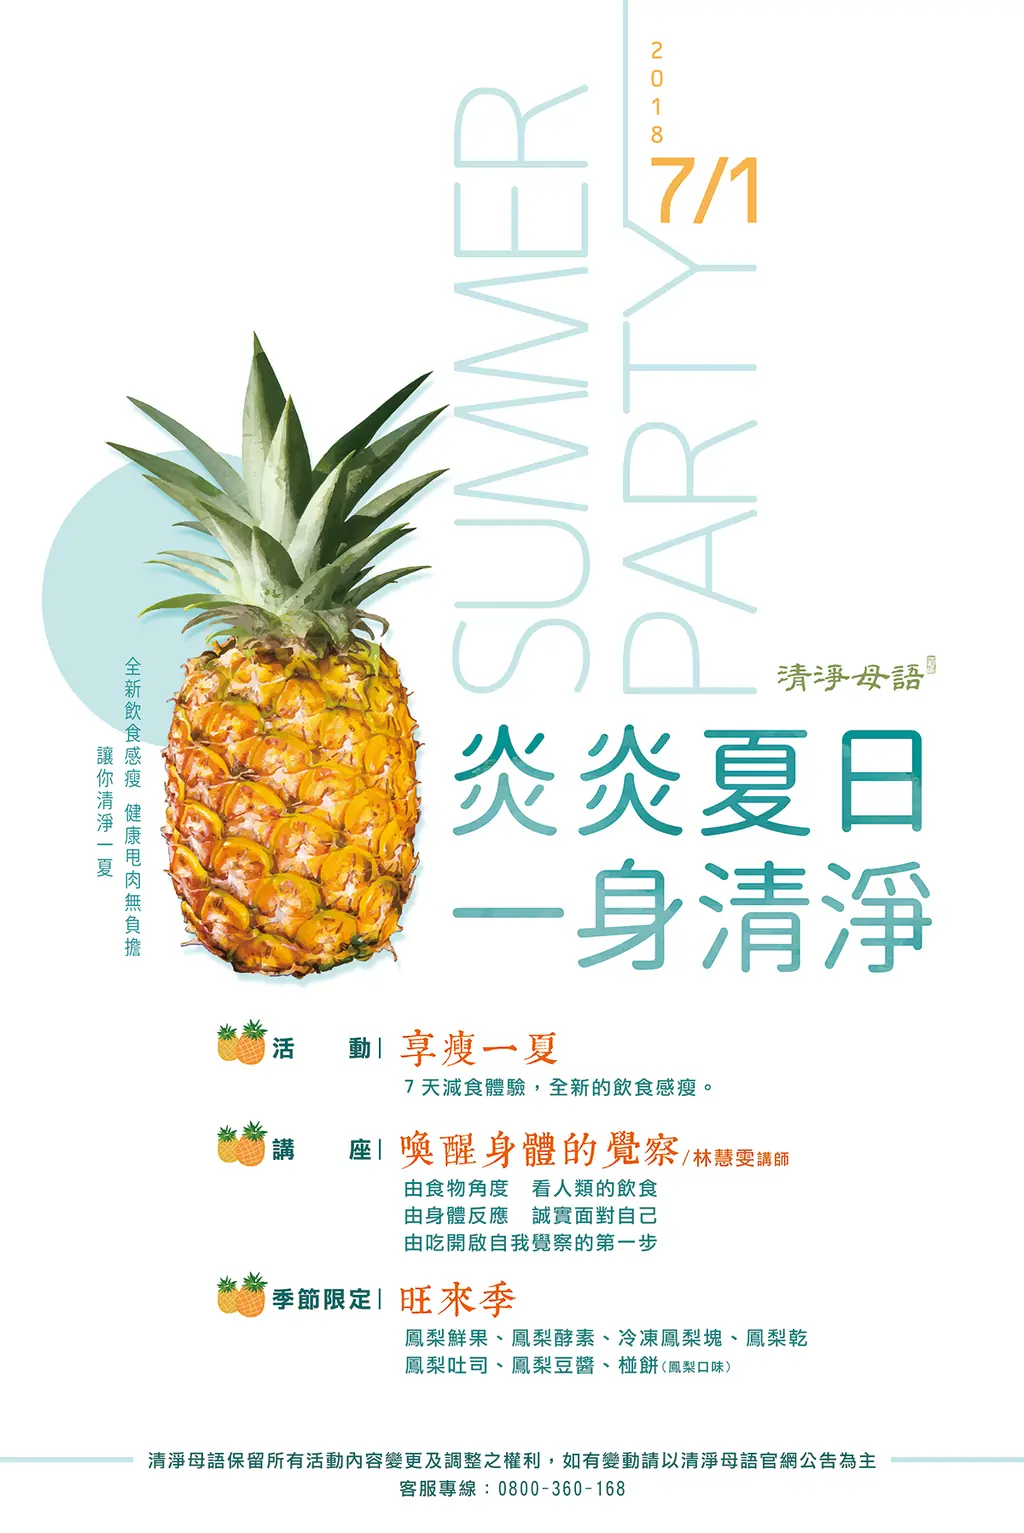 2018
7/1
SUMMER
PARTY
清淨母語
炎炎夏日
一身清淨
全新飲食感瘦 健康甩肉無負擔
讓你清淨一夏
活動| 享瘦一夏
7 天減食體驗，全新的飲食感瘦。
講座| 喚醒身體的覺察/林慧雯講師
由食物角度 看人類的飲食
由身體反應 誠實面對自己
由吃開啟自我覺察的第一步
季節限定| 旺來季
鳳梨鮮果、鳳梨酵素、冷凍鳳梨塊、鳳梨乾
鳳梨吐司、鳳梨豆醬、椪餅(鳳梨口味)
清淨母語保留所有活動內容變更及調整之權利，如有變動請以清淨母語官網公告為主
客服專線：0800-360-168